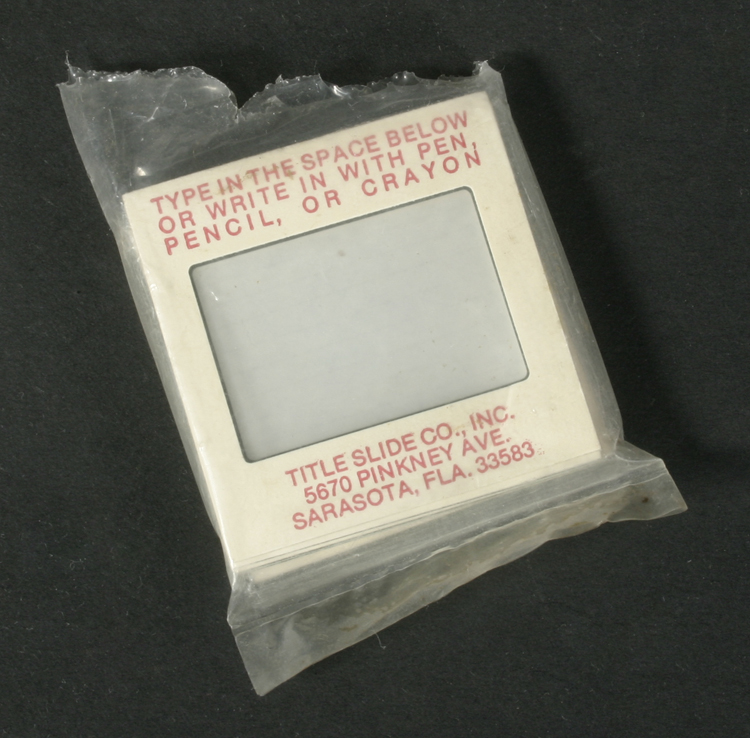 TYPE IN THE SPACE BELOW
OR WRITE IN WITH PEN,
PENCIL, OR CRAYON
TITLE SLIDE CO., INC.
5670 PINKNEY AVE.
SARASOTA, FLA. 33583